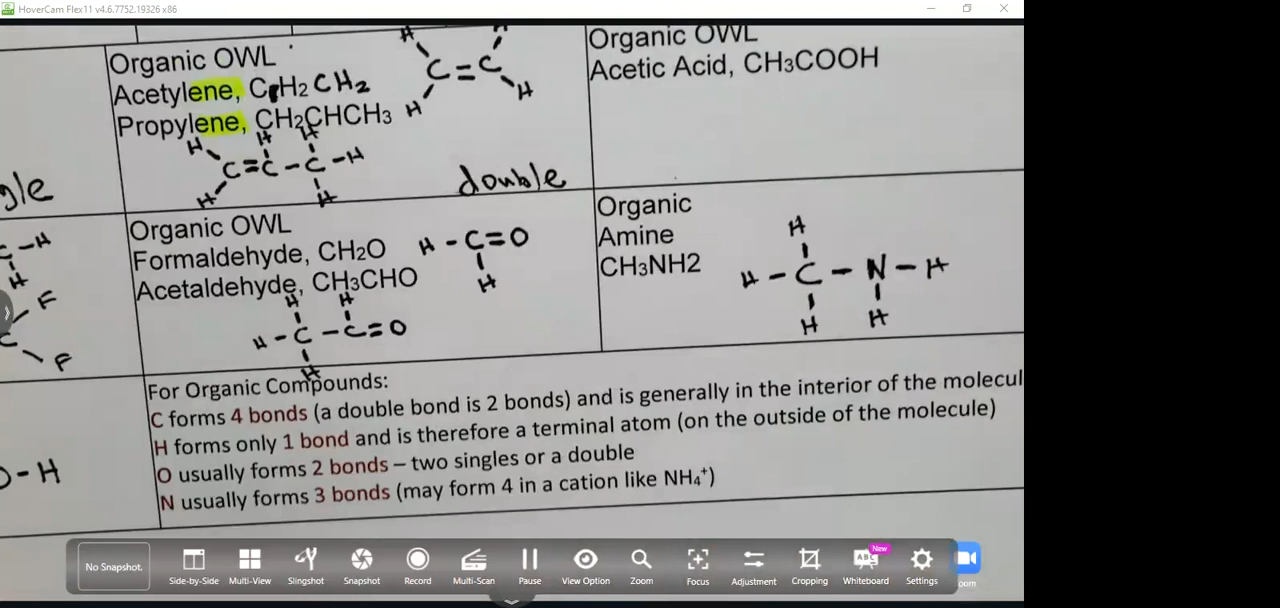 HoverCam Flex11 v4.6.7752.19326 x86
Organic OWL
Acetylene, CH2CH2
Propylene, CH2CHCH3
H
C=C
H
H
H
H
H
C=C-C-H
H
H
double
Organic OWL
Acetic Acid, CH₃COOH
gle
C-H
H
F
C
F
Organic OWL
Formaldehyde, CH2O
Acetaldehyde, CH3CHO
H-C=O
H
H
H
H-C-C=O
H
Organic
Amine
CH3NH2
H
H-C-N-H
H
H
O-H
For Organic Compounds:
C forms 4 bonds (a double bond is 2 bonds) and is generally in the interior of the molecul
H forms only 1 bond and is therefore a terminal atom (on the outside of the molecule)
O usually forms 2 bonds – two singles or a double
N usually forms 3 bonds (may form 4 in a cation like NH₄⁺)
No Snapshot.
Side-by-Side
Multi-View
Slingshot
Snapshot
Record
Multi-Scan
Pause
View Option
Zoom
Focus
Adjustment
Cropping
New
ABC
Whiteboard
Settings
oom